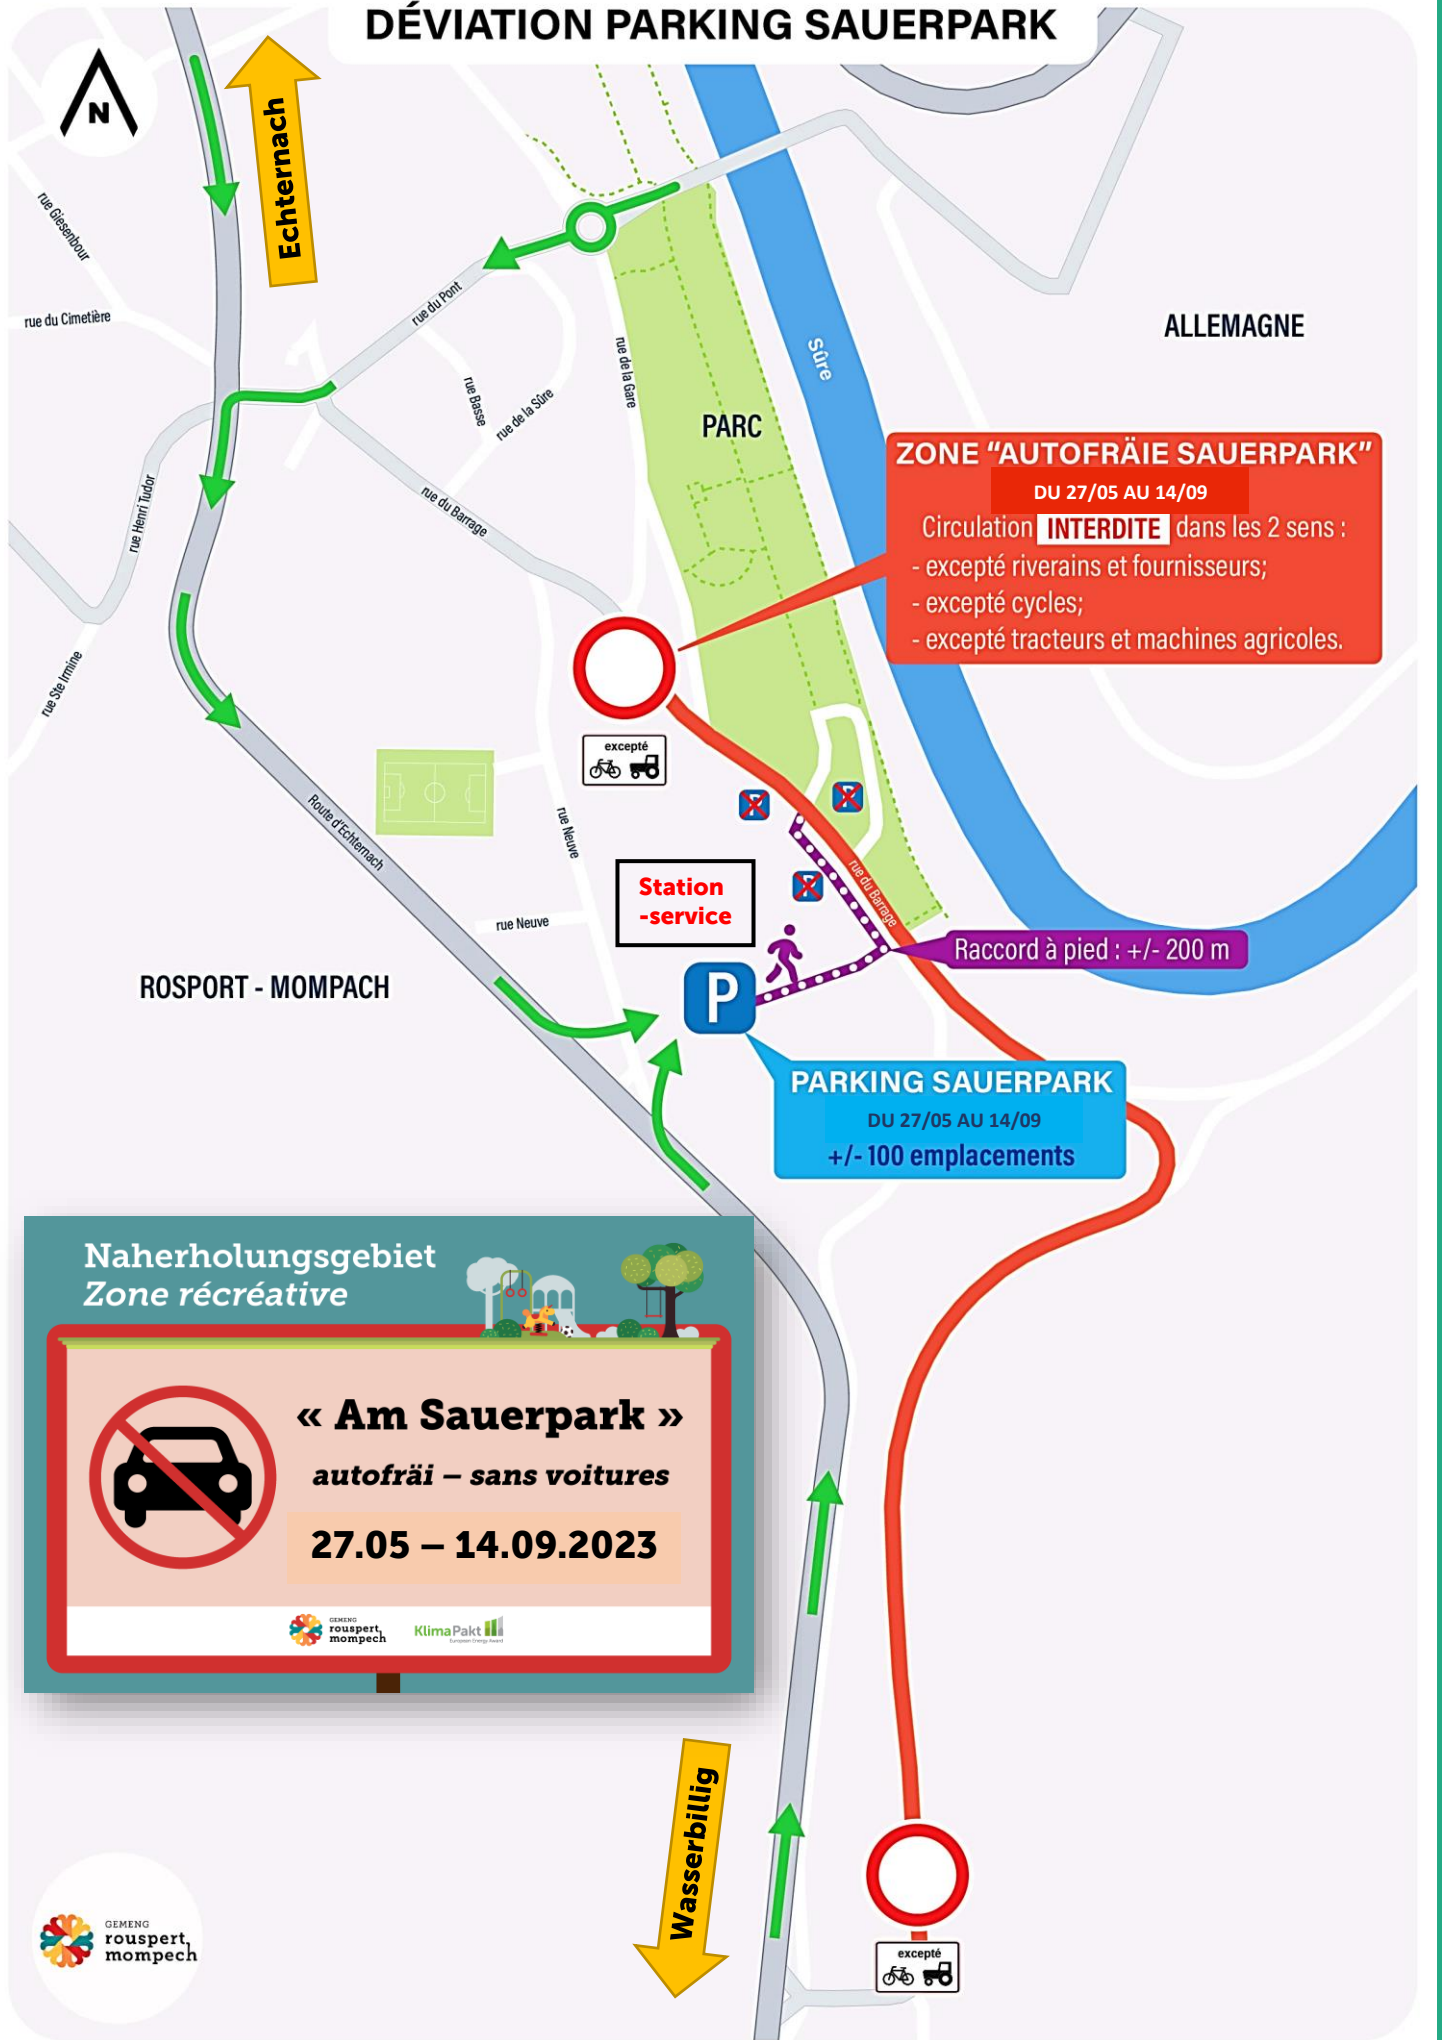 DÉVIATION PARKING SAUERPARK
N
Echternach
rue Giesenbour
rue du Cimetière
rue du Pont
rue de la Gare
Sûre
ALLEMAGNE
rue Basse
rue de la Sûre
PARC
ZONE “AUTOFRÄIE SAUERPARK”
DU 27/05 AU 14/09
Circulation INTERDITE dans les 2 sens :
- excepté riverains et fournisseurs;
- excepté cycles;
- excepté tracteurs et machines agricoles.
rue Henri Tudor
rue du Barrage
rue Ste Irmine
excepté
P
P
P
Route d'Echternach
rue Neuve
rue du Barrage
Station
-service
rue Neuve
Raccord à pied : +/- 200 m
ROSPORT - MOMPACH
P
PARKING SAUERPARK
DU 27/05 AU 14/09
+/- 100 emplacements
Naherholungsgebiet
Zone récréative
« Am Sauerpark »
autofräi – sans voitures
27.05 – 14.09.2023
GEMENG
rouspert,
mompech
KlimaPakt
European Energy Award
Wasserbillig
GEMENG
rouspert,
mompech
excepté